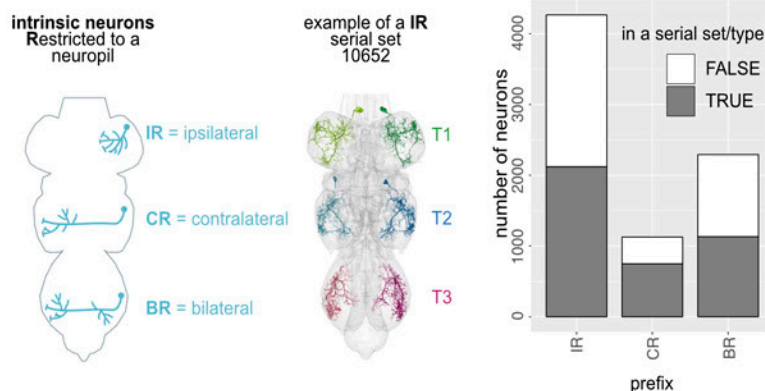 intrinsic neurons
Restricted to a
neuropil
IR = ipsilateral
CR = contralateral
BR = bilateral
example of a IR
serial set
10652
T1
T2
T3
in a serial set/type
FALSE
TRUE
number of neurons
4000
3000
2000
1000
0
IR
CR
BR
prefix